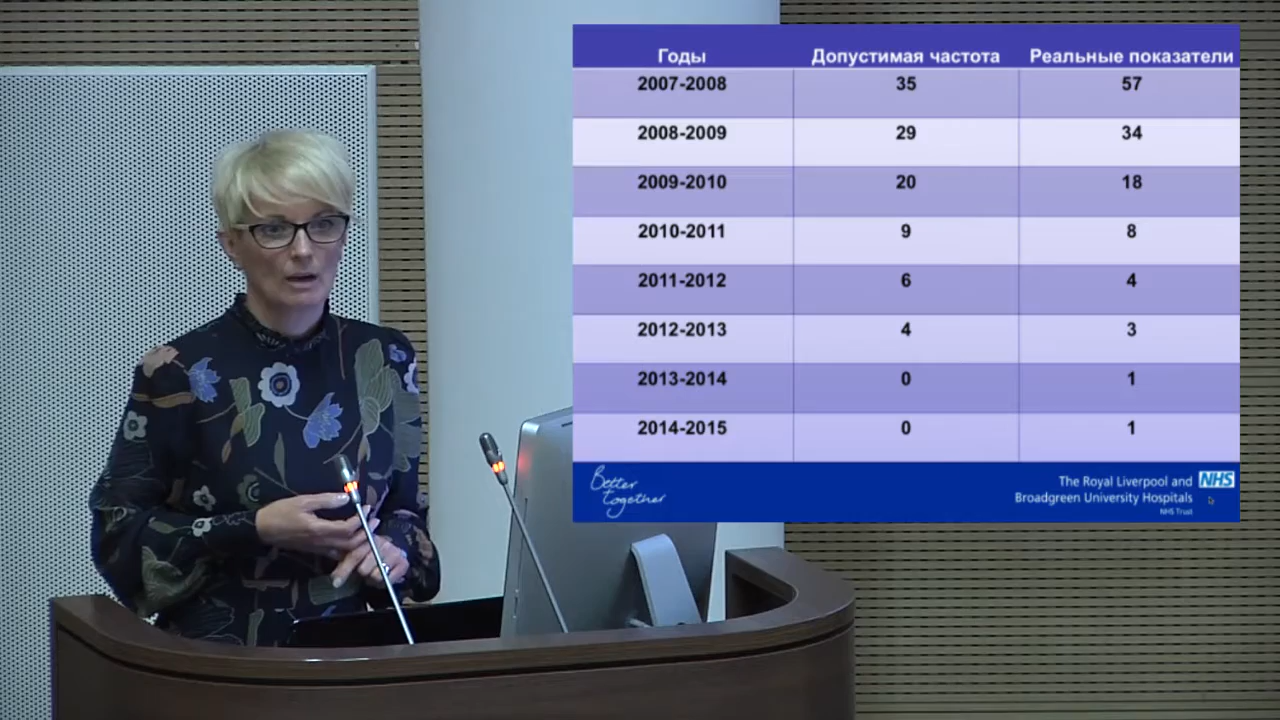 Годы Допустимая частота Реальные показатели
2007-2008 35 57
2008-2009 29 34
2009-2010 20 18
2010-2011 9 8
2011-2012 6 4
2012-2013 4 3
2013-2014 0 1
2014-2015 0 1
Better together
The Royal Liverpool and NHS
Broadgreen University Hospitals
NHS Trust